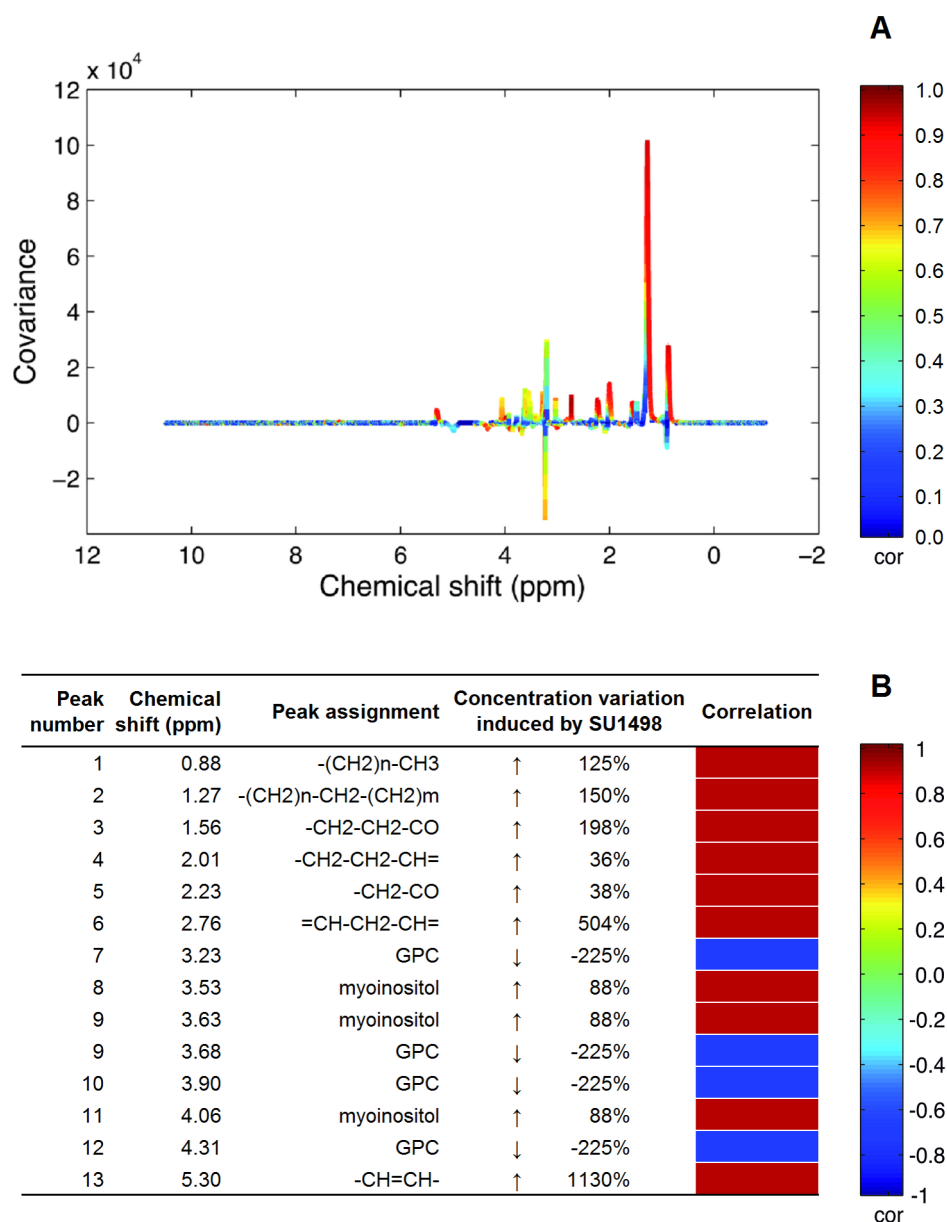 A
x 10⁴
12
10
8
6
4
2
0
−2
Covariance
12 10 8 6 4 2 0 −2
Chemical shift (ppm)
1.0
0.9
0.8
0.7
0.6
0.5
0.4
0.3
0.2
0.1
0.0
cor
B
Peak number Chemical shift (ppm) Peak assignment Concentration variation induced by SU1498 Correlation
1 0.88 -(CH2)n-CH3 ↑ 125%
2 1.27 -(CH2)n-CH2-(CH2)m ↑ 150%
3 1.56 -CH2-CH2-CO ↑ 198%
4 2.01 -CH2-CH2-CH= ↑ 36%
5 2.23 -CH2-CO ↑ 38%
6 2.76 =CH-CH2-CH= ↑ 504%
7 3.23 GPC ↓ -225%
8 3.53 myoinositol ↑ 88%
9 3.63 myoinositol ↑ 88%
9 3.68 GPC ↓ -225%
10 3.90 GPC ↓ -225%
11 4.06 myoinositol ↑ 88%
12 4.31 GPC ↓ -225%
13 5.30 -CH=CH- ↑ 1130%
1
0.8
0.6
0.4
0.2
0
-0.2
-0.4
-0.6
-0.8
-1
cor